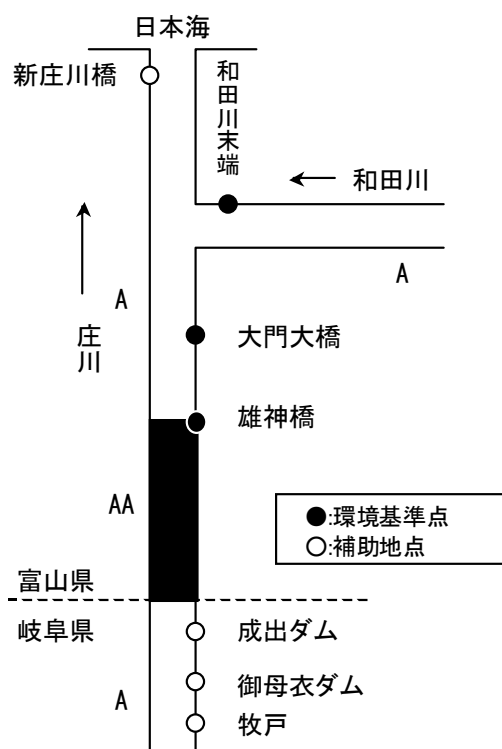 日本海
新庄川橋
和田川末端
和田川
A
A
庄川
大門大橋
雄神橋
AA
●:環境基準点
○:補助地点
富山県
岐阜県
成出ダム
御母衣ダム
A
牧戸